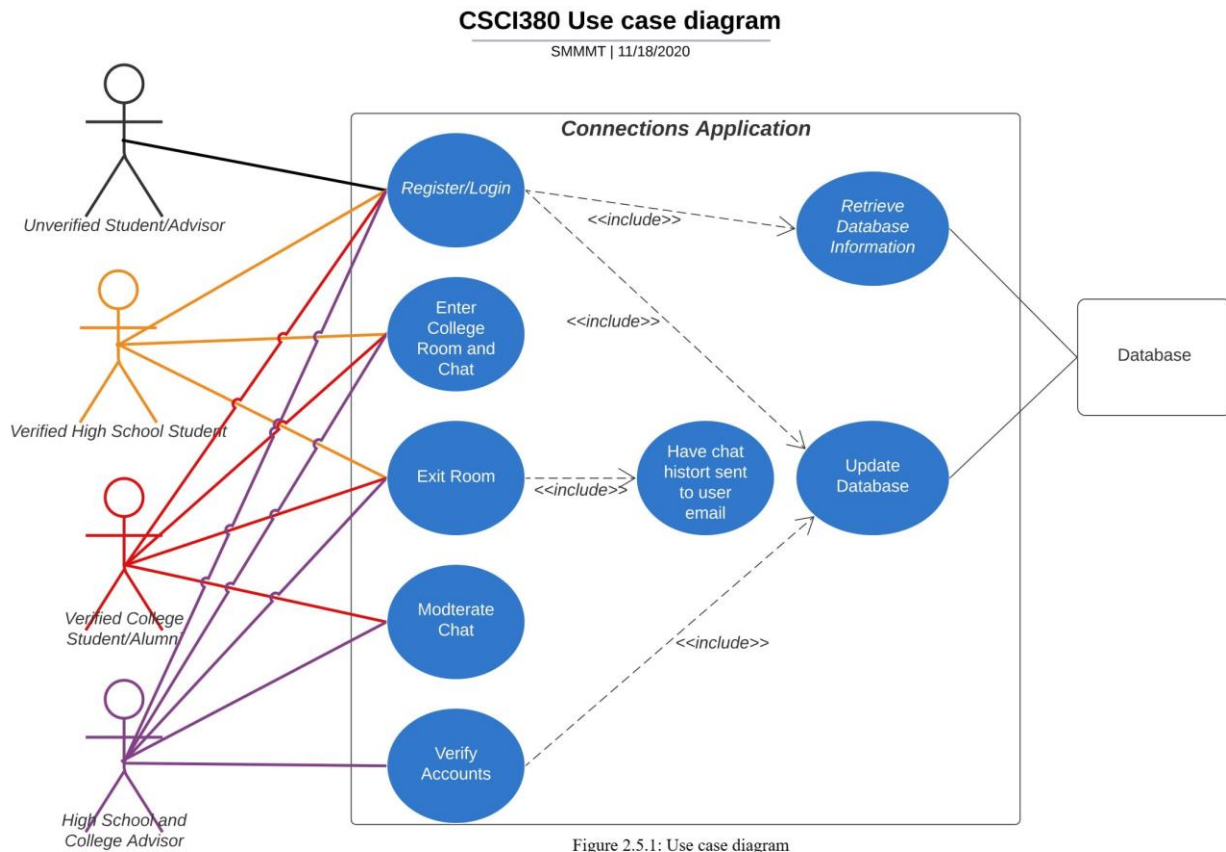 CSCI380 Use case diagram
SMMMT | 11/18/2020
Connections Application
Unverified Student/Advisor
Register/Login
<<include>>
Retrieve
Database
Information
Verified High School Student
Enter
College
Room and
Chat
<<include>>
Database
Exit Room
<<include>>
Have chat
histort sent
to user
email
Update
Database
Verified College
Student/Alumni
Modterate
Chat
<<include>>
High School and
College Advisor
Verify
Accounts
Figure 2.5.1: Use case diagram